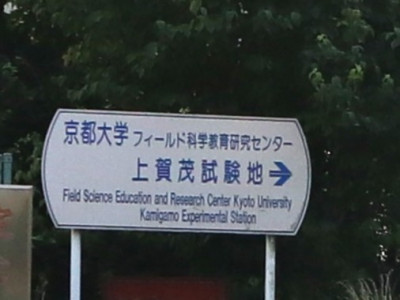 京都大学 フィールド科学教育研究センター
上賀茂試験地→
Field Science Education and Research Center Kyoto University
Kamigamo Experimental Station